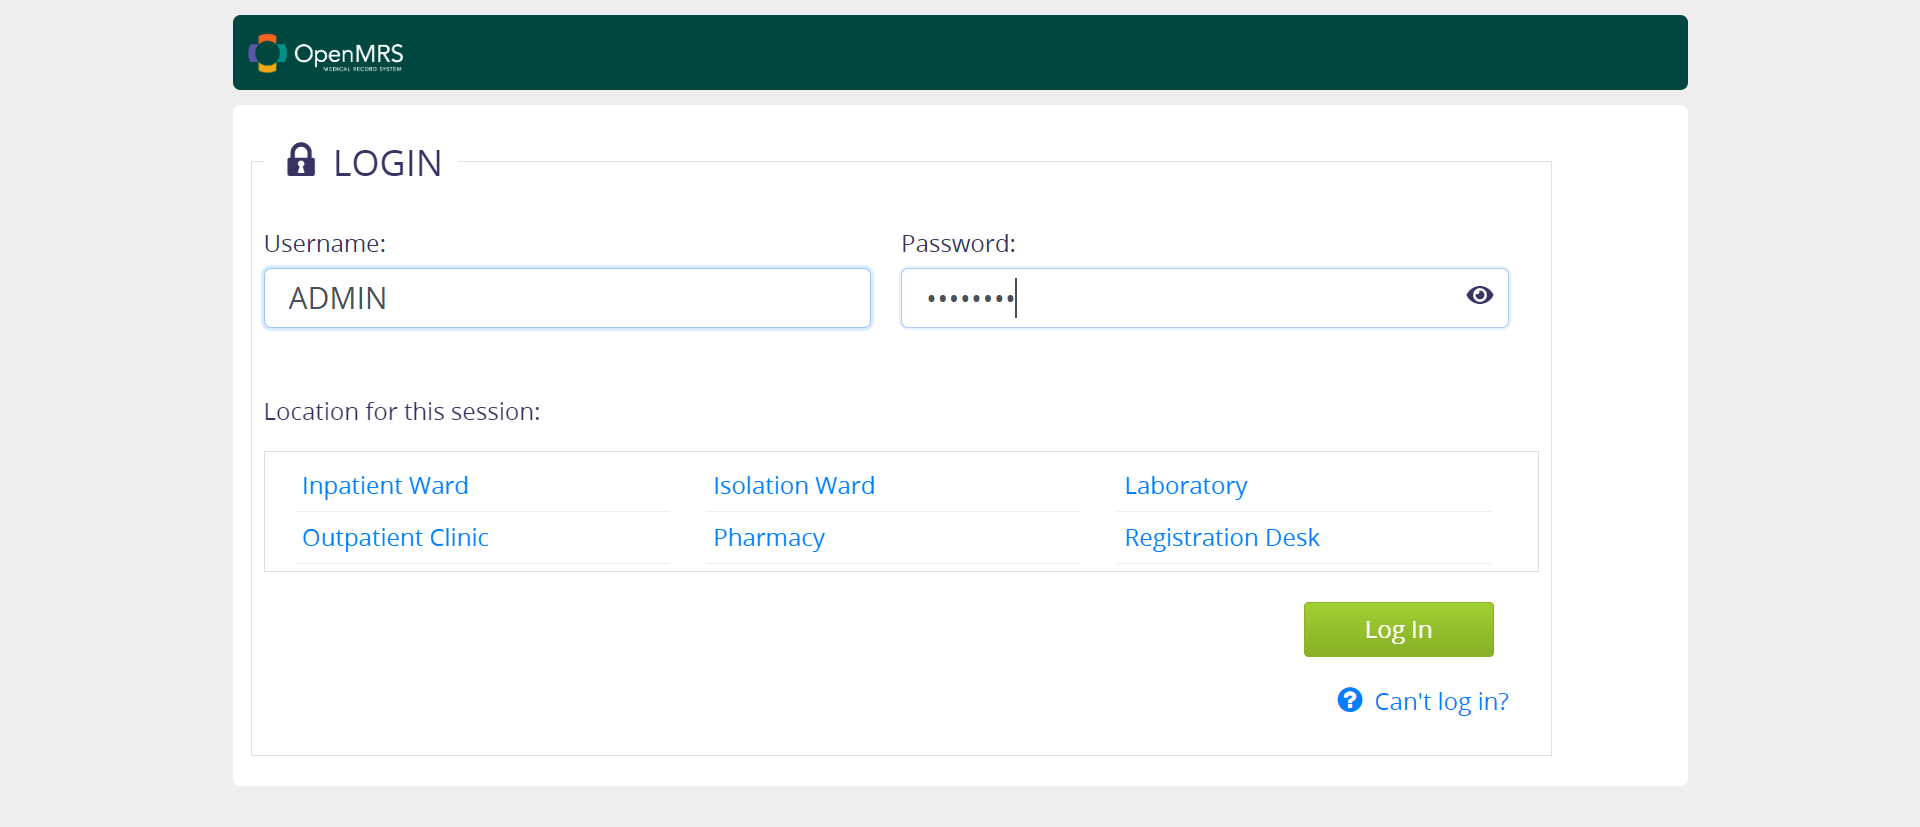 OpenMRS
MEDICAL RECORD SYSTEM
LOGIN
Username:
Password:
ADMIN
••••••••
Location for this session:
Inpatient Ward
Isolation Ward
Laboratory
Outpatient Clinic
Pharmacy
Registration Desk
Log In
Can't log in?